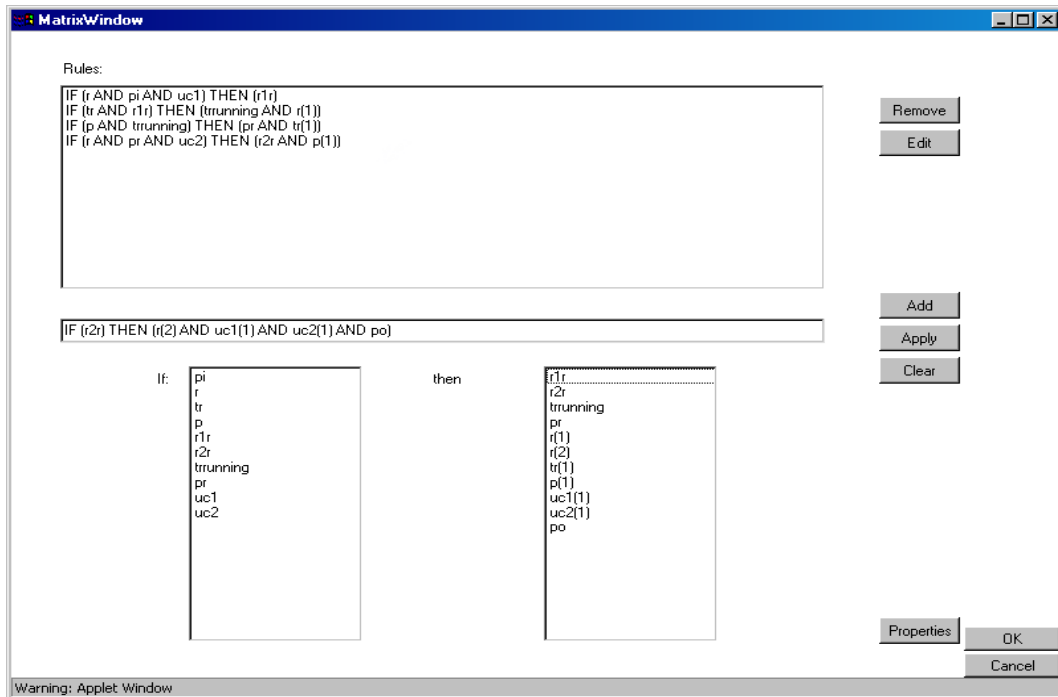 MatrixWindow
Rules:
IF (r AND pi AND uc1) THEN (r1r)
IF (tr AND r1r) THEN (trrunning AND r(1))
IF (p AND trrunning) THEN (pr AND tr(1))
IF (r AND pr AND uc2) THEN (r2r AND p(1))
Remove
Edit
IF (r2r) THEN (r(2) AND uc1(1) AND uc2(1) AND po)
Add
Apply
Clear
If:
pi
r
tr
p
r1r
r2r
trrunning
pr
uc1
uc2
then
r1r
r2r
trrunning
pr
r(1)
r(2)
tr(1)
p(1)
uc1(1)
uc2(1)
po
Properties
OK
Cancel
Warning: Applet Window